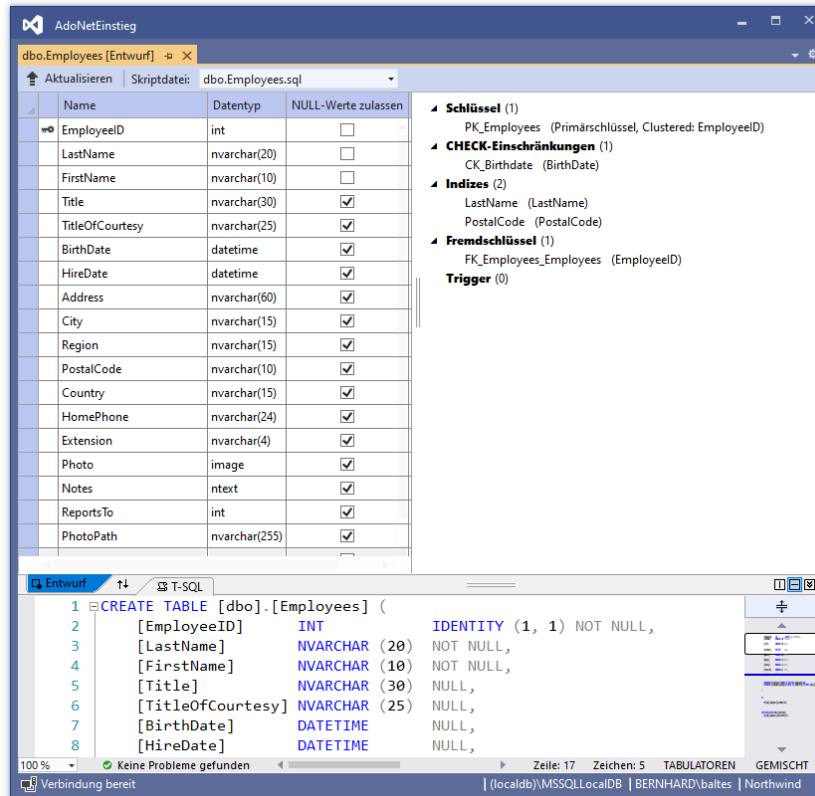 AdoNetEinstieg
dbo.Employees [Entwurf]
Aktualisieren Skriptdatei: dbo.Employees.sql
Name Datentyp NULL-Werte zulassen
EmployeeID int
LastName nvarchar(20)
FirstName nvarchar(10)
Title nvarchar(30)
TitleOfCourtesy nvarchar(25)
BirthDate datetime
HireDate datetime
Address nvarchar(60)
City nvarchar(15)
Region nvarchar(15)
PostalCode nvarchar(10)
Country nvarchar(15)
HomePhone nvarchar(24)
Extension nvarchar(4)
Photo image
Notes ntext
ReportsTo int
PhotoPath nvarchar(255)
Schlüssel (1)
PK_Employees (Primärschlüssel, Clustered: EmployeeID)
CHECK-Einschränkungen (1)
CK_Birthdate (BirthDate)
Indizes (2)
LastName (LastName)
PostalCode (PostalCode)
Fremdschlüssel (1)
FK_Employees_Employees (EmployeeID)
Trigger (0)
Entwurf T-SQL
1 CREATE TABLE [dbo].[Employees] (
2 [EmployeeID] INT IDENTITY (1, 1) NOT NULL,
3 [LastName] NVARCHAR (20) NOT NULL,
4 [FirstName] NVARCHAR (10) NOT NULL,
5 [Title] NVARCHAR (30) NULL,
6 [TitleOfCourtesy] NVARCHAR (25) NULL,
7 [BirthDate] DATETIME NULL,
8 [HireDate] DATETIME NULL,
100 % Keine Probleme gefunden Zeile: 17 Zeichen: 5 TABULATOREN GEMISCHT
Verbindung bereit | (localdb)\MSSQLLocalDB | BERNHARD\baltes | Northwind